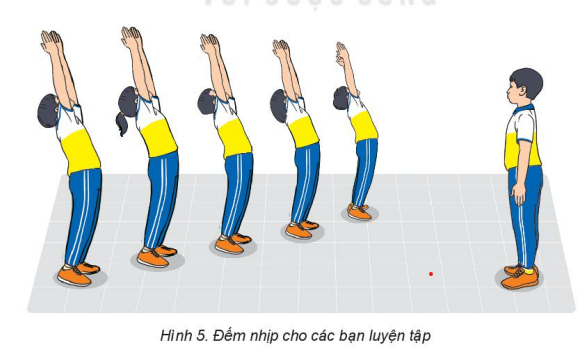 Hình 5. Đếm nhịp cho các bạn luyện tập